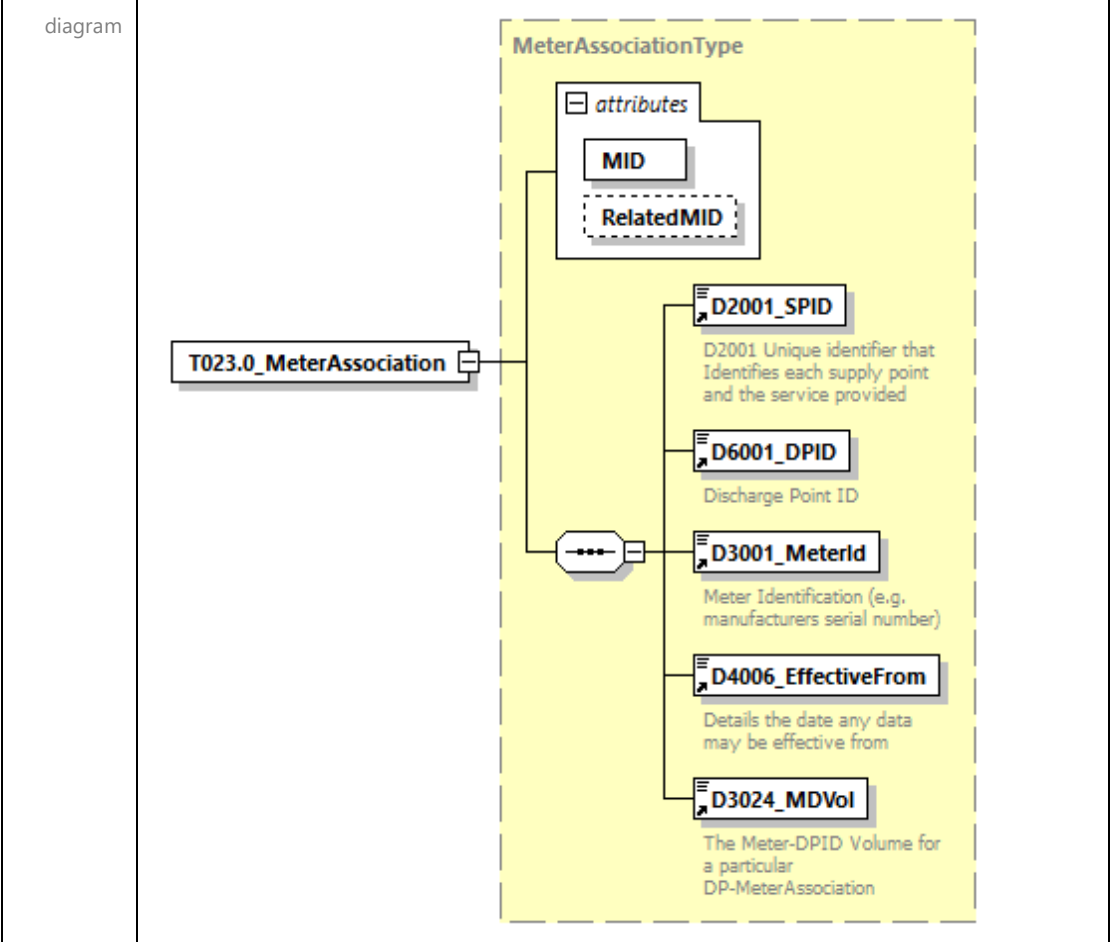 diagram
MeterAssociationType
attributes
MID
RelatedMID
D2001_SPID
D2001 Unique identifier that
Identifies each supply point
and the service provided
T023.0_MeterAssociation
D6001_DPID
Discharge Point ID
D3001_MeterId
Meter Identification (e.g.
manufacturers serial number)
D4006_EffectiveFrom
Details the date any data
may be effective from
D3024_MDVol
The Meter-DPID Volume for
a particular
DP-MeterAssociation